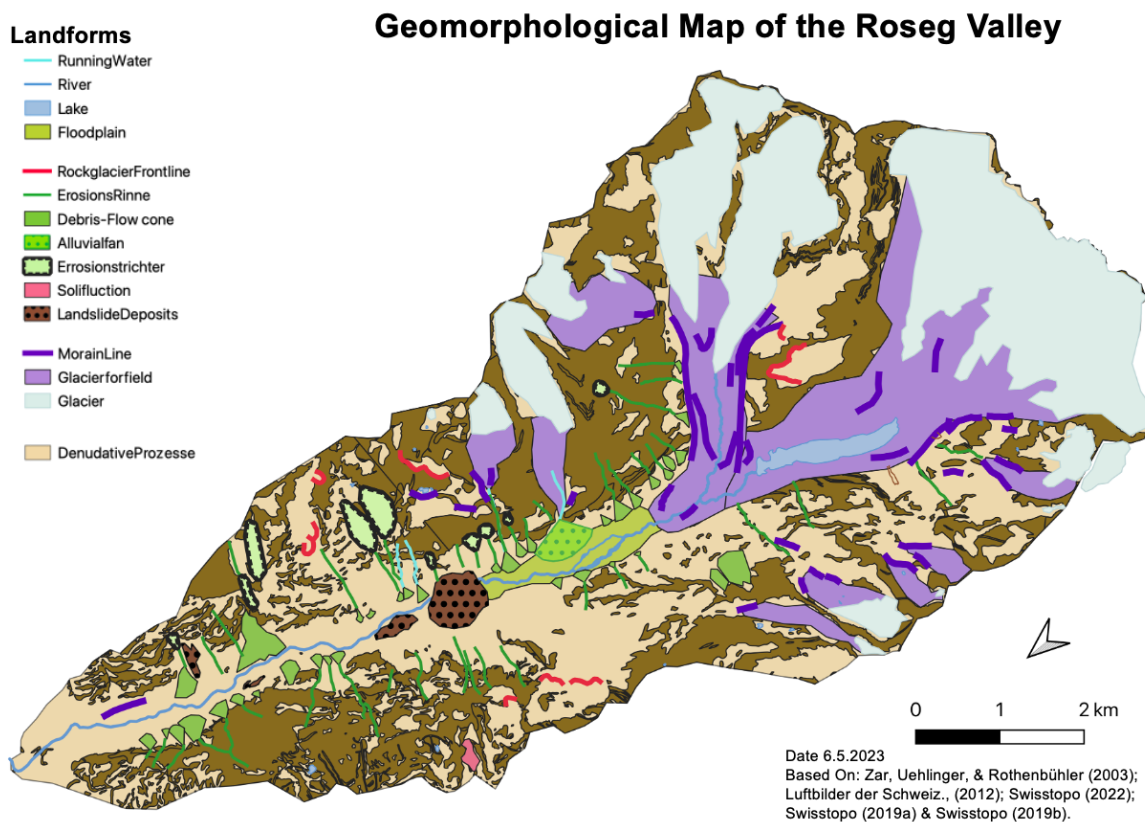 Geomorphological Map of the Roseg Valley
Landforms
RunningWater
River
Lake
Floodplain
RockglacierFrontline
ErosionsRinne
Debris-Flow cone
Alluvialfan
Errosionstrichter
Solifluction
LandslideDeposits
MorainLine
Glacierforfield
Glacier
DenudativeProzesse
0 1 2 km
Date 6.5.2023
Based On: Zar, Uehlinger, & Rothenbühler (2003);
Luftbilder der Schweiz., (2012); Swisstopo (2022);
Swisstopo (2019a) & Swisstopo (2019b).